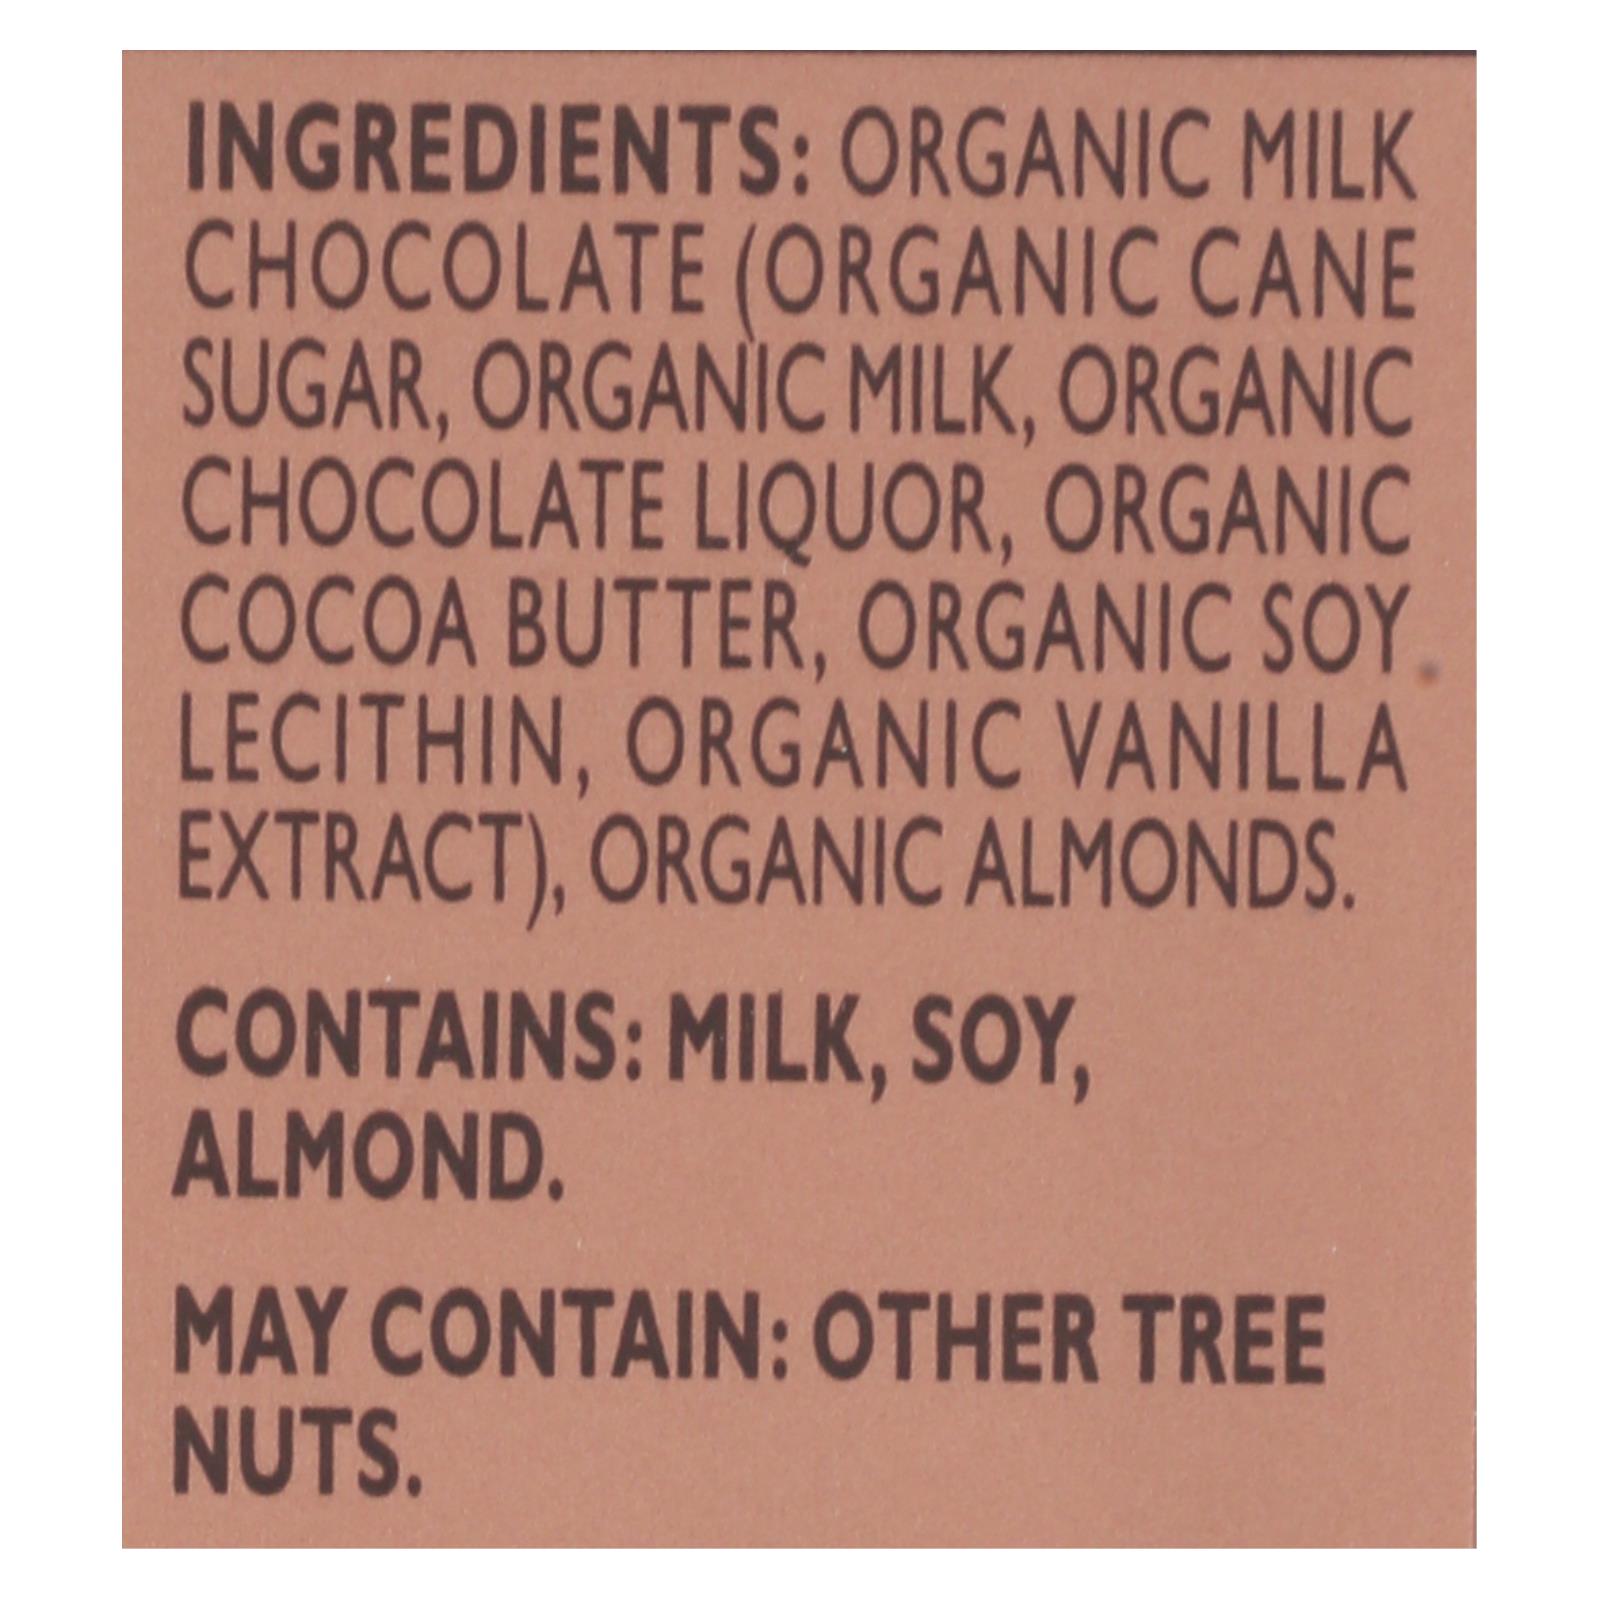 INGREDIENTS: ORGANIC MILK
CHOCOLATE (ORGANIC CANE
SUGAR, ORGANIC MILK, ORGANIC
CHOCOLATE LIQUOR, ORGANIC
COCOA BUTTER, ORGANIC SOY
LECITHIN, ORGANIC VANILLA
EXTRACT), ORGANIC ALMONDS.
CONTAINS: MILK, SOY,
ALMOND.
MAY CONTAIN: OTHER TREE
NUTS.